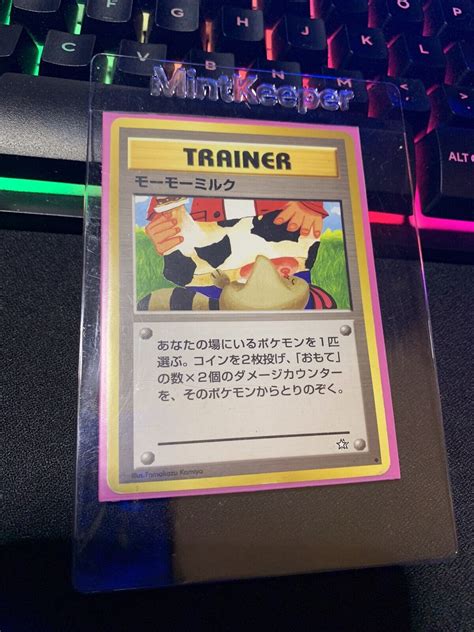 C
B
N
M
ALT
MintKeeper
TRAINER
モーモーミルク
あなたの場にいるポケモンを1匹
選ぶ。コインを2枚投げ、「おもて」
の数×2個のダメージカウンター
を、そのポケモンからとりのぞく。
Illus. Tomokazu Komiya